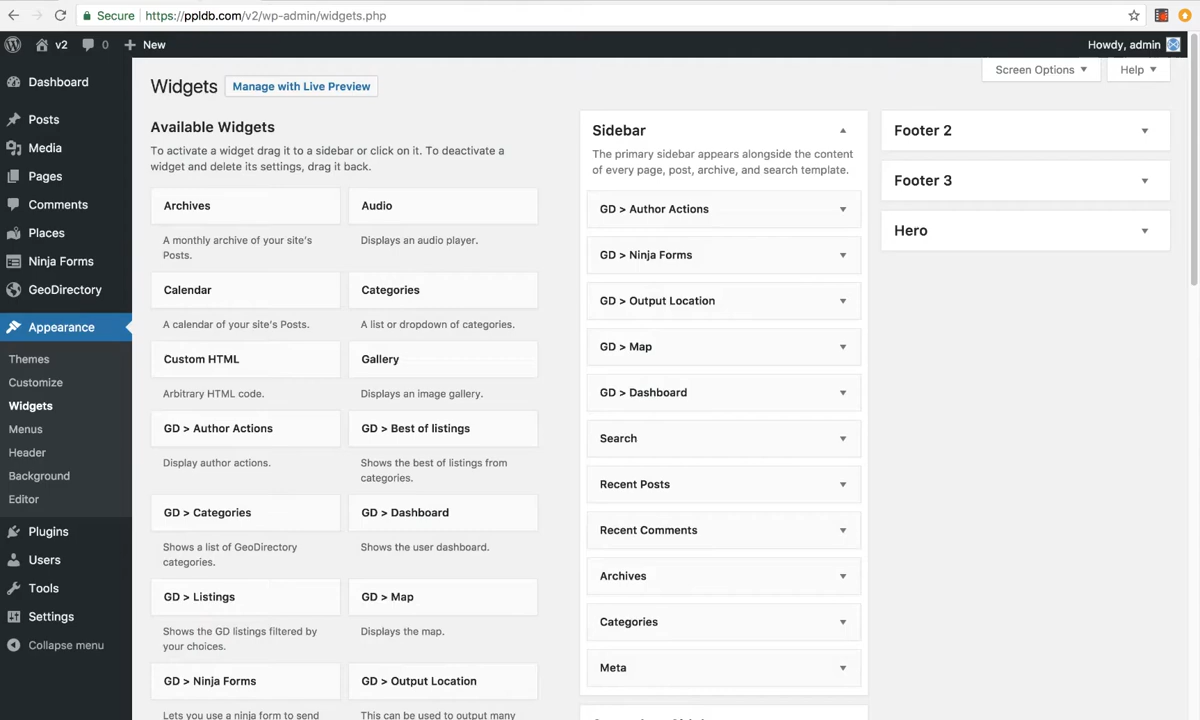 Secure https://ppldb.com/v2/wp-admin/widgets.php
v2 0 New Howdy, admin
Dashboard
Posts
Media
Pages
Comments
Places
Ninja Forms
GeoDirectory
Appearance
Themes
Customize
Widgets
Menus
Header
Background
Editor
Plugins
Users
Tools
Settings
Collapse menu
Screen Options Help
Widgets Manage with Live Preview
Available Widgets
To activate a widget drag it to a sidebar or click on it. To deactivate a
widget and delete its settings, drag it back.
Archives
A monthly archive of your site's
Posts.
Audio
Displays an audio player.
Calendar
A calendar of your site's Posts.
Categories
A list or dropdown of categories.
Custom HTML
Arbitrary HTML code.
Gallery
Displays an image gallery.
GD > Author Actions
Display author actions.
GD > Best of listings
Shows the best of listings from
categories.
GD > Categories
Shows a list of GeoDirectory
categories.
GD > Dashboard
Shows the user dashboard.
GD > Listings
Shows the GD listings filtered by
your choices.
GD > Map
Displays the map.
GD > Ninja Forms
Lets you use a ninja form to send
GD > Output Location
This can be used to output many
Sidebar
The primary sidebar appears alongside the content
of every page, post, archive, and search template.
GD > Author Actions
GD > Ninja Forms
GD > Output Location
GD > Map
GD > Dashboard
Search
Recent Posts
Recent Comments
Archives
Categories
Meta
Footer 2
Footer 3
Hero